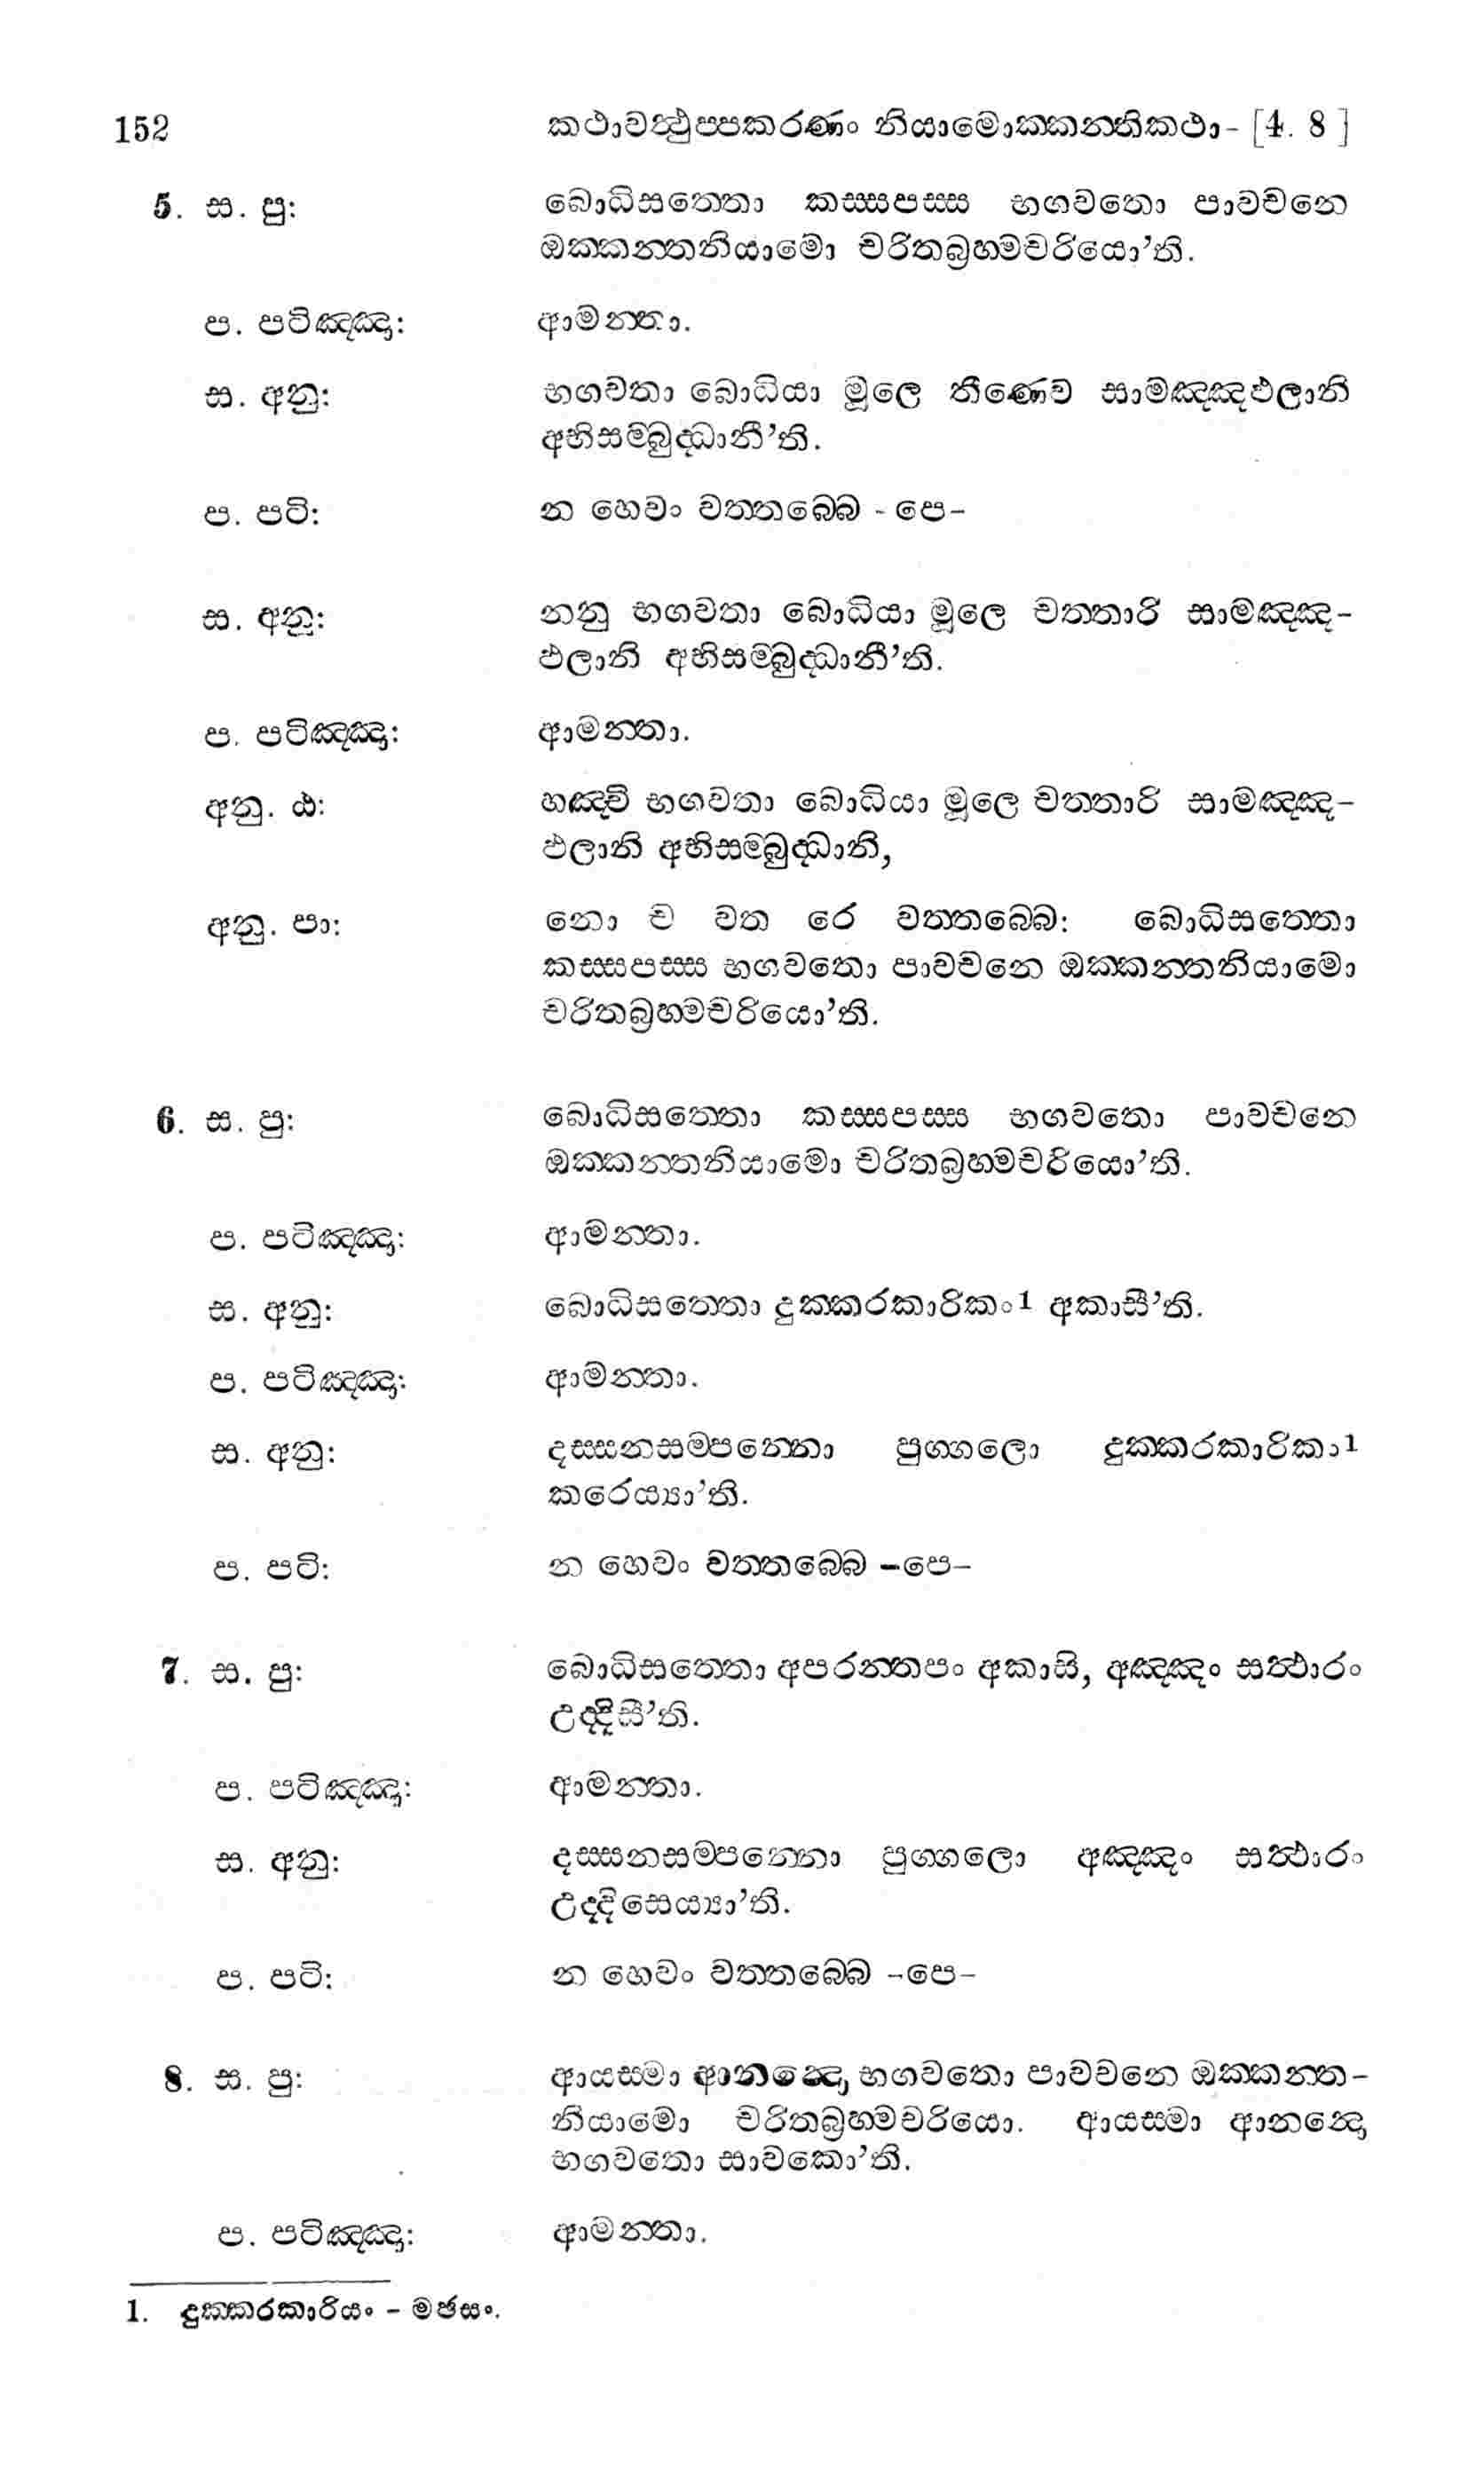 152 කථාවත්ථුප්පකරණං නියාමොක්කන්තිකථා- [4. 8 ]
5. ස. පු: බොධිසත්තො කස්සපස්ස භගවතො පාවචනෙ
ඔක්කන්තනියාමො චරිතබ්‍රහ්මචරියො’ති.
ප. පටිඤ්ඤා: ආමන්තා.
ස. අනු: භගවතා බොධියා මූලෙ තීණෙව සාමඤ්ඤඵලානි
අභිසම්බුද්ධානී’ති.
ප. පටි: න හෙවං වත්තබ්බෙ - පෙ-
ස. අනු: නනු භගවතා බොධියා මූලෙ චත්තාරි සාමඤ්ඤ-
ඵලානි අභිසම්බුද්ධානී’ති.
ප. පටිඤ්ඤා: ආමන්තා.
අනු. ඨ: හඤ්චි භගවතා බොධියා මූලෙ චත්තාරි සාමඤ්ඤ-
ඵලානි අභිසම්බුද්ධානි,
අනු. පා: නො ච වත රෙ වත්තබ්බෙ: බොධිසත්තො
කස්සපස්ස භගවතො පාවචනෙ ඔක්කන්තනියාමො
චරිතබ්‍රහ්මචරියො’ති.
6. ස. පු: බොධිසත්තො කස්සපස්ස භගවතො පාවචනෙ
ඔක්කන්තනියාමො චරිතබ්‍රහ්මචරියො’ති.
ප. පටිඤ්ඤා: ආමන්තා.
ස. අනු: බොධිසත්තො දුක්කරකාරිකං1 අකාසී’ති.
ප. පටිඤ්ඤා: ආමන්තා.
ස. අනු: දස්සනසම්පන්නො පුග්ගලො දුක්කරකාරිකා1
කරෙය්‍යා’ති.
ප. පටි: න හෙවං වත්තබ්බෙ -පෙ-
7. ස. පු: බොධිසත්තො අපරන්තපං අකාසි, අඤ්ඤං සත්ථාරං
උද්දිසී’ති.
ප. පටිඤ්ඤා: ආමන්තා.
ස. අනු: දස්සනසම්පන්නො පුග්ගලො අඤ්ඤං සත්ථාරං
උද්දිසෙය්‍යා’ති.
ප. පටි: න හෙවං වත්තබ්බෙ -පෙ-
8. ස. පු: ආයස්මා ආනන්දො, භගවතො පාවචනෙ ඔක්කන්ත-
නියාමො චරිතබ්‍රහ්මචරියො. ආයස්මා ආනන්දො
භගවතො සාවකො’ති.
ප. පටිඤ්ඤා: ආමන්තා.
1. දුක්කරකාරියං - මඡසං.